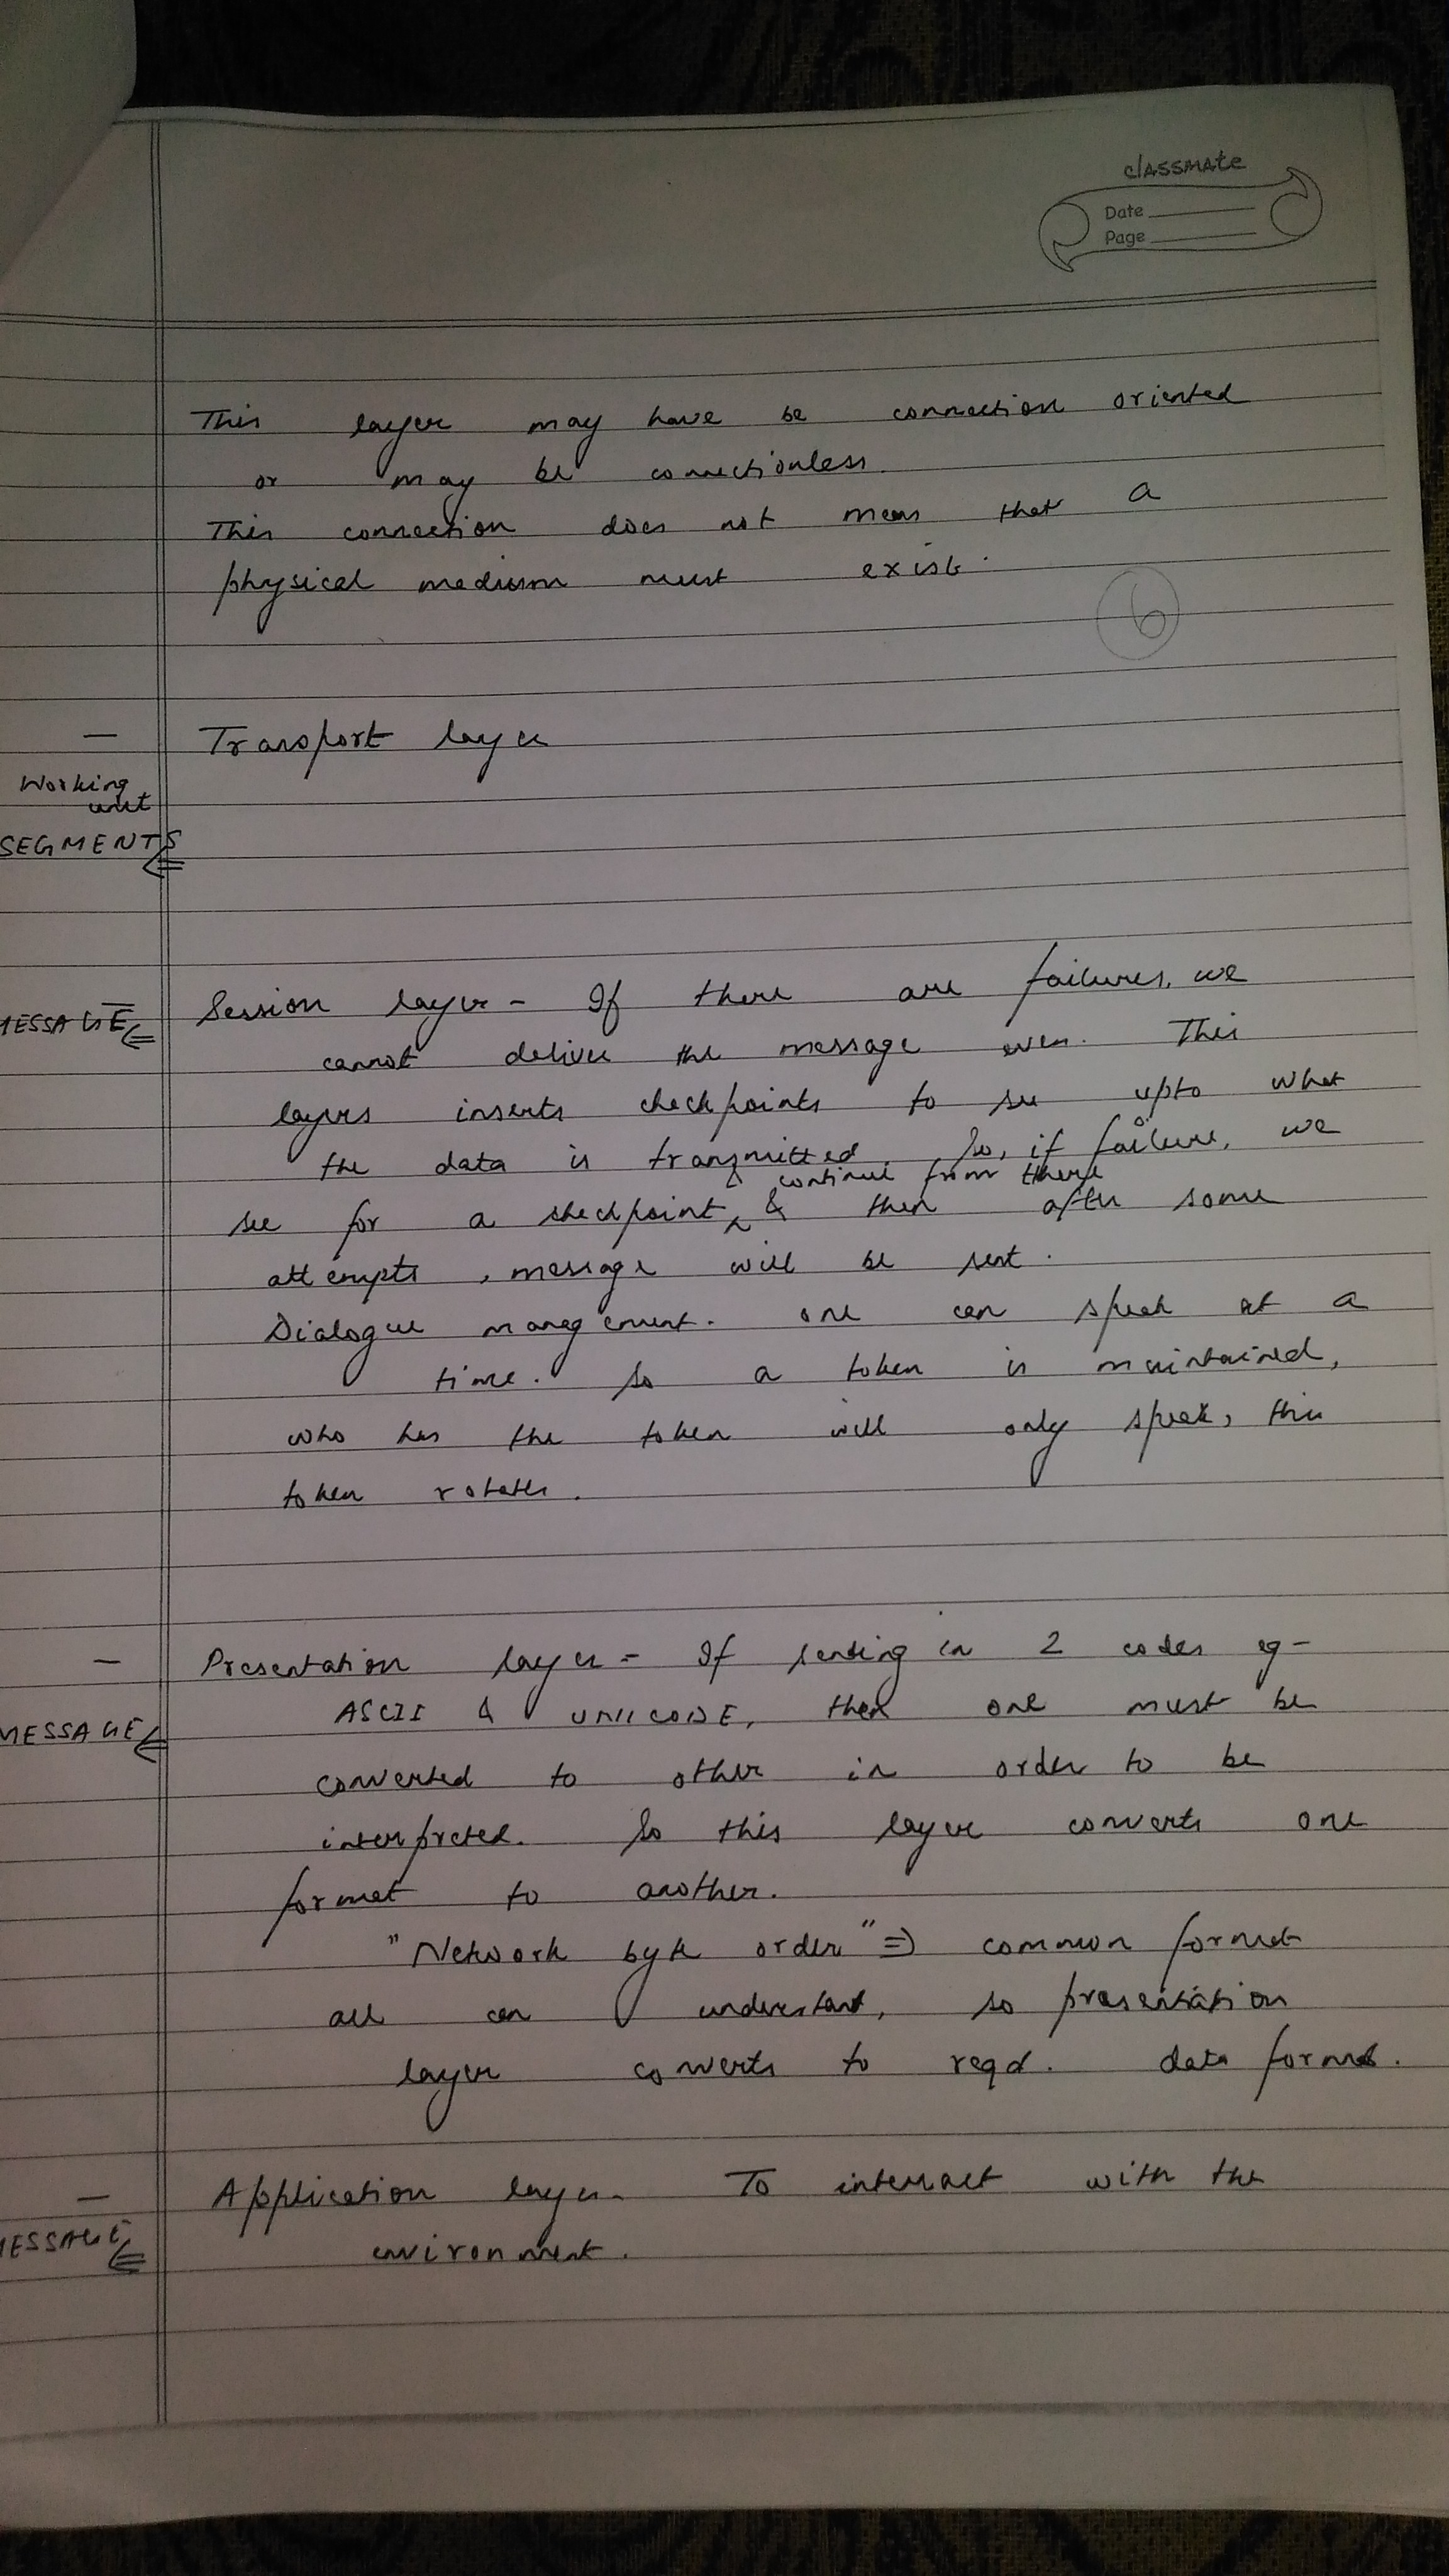 classmate
Date
Page
This layer may have be connection oriented
or may be connectionless.
This connection does not mean that a
physical medium must exist.
6
— Transport layer
Working
unit
SEGMENTS
MESSAGE
Session layer - If there are failures, we
cannot deliver the message even. This
layers inserts checkpoints to see upto what
the data is transmitted. So, if failure, we
continue from there
see for a checkpoint, & then after some
attempts, message will be sent.
Dialogue management. one can speak at a
time. So a token is maintained,
who has the token will only speak, this
token rotates.
— Presentation layer - If sending in 2 codes eg-
MESSAGE
ASCII & UNICODE, then one must be
converted to other in order to be
interpreted. So this layer converts one
format to another.
"Network byte order" ⇒ common format
all can understand, so presentation
layer converts to reqd. data format.
— Application layer - To interact with the
MESSAGE
environment.